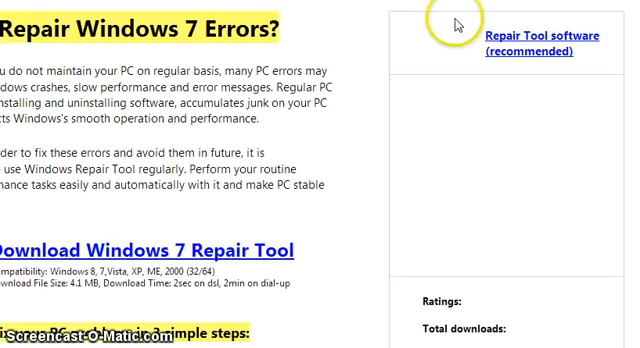 Repair Windows 7 Errors?
u do not maintain your PC on regular basis, many PC errors may
dows crashes, slow performance and error messages. Regular PC
nstalling and uninstalling software, accumulates junk on your PC
cts Windows's smooth operation and performance.
der to fix these errors and avoid them in future, it is
use Windows Repair Tool regularly. Perform your routine
nance tasks easily and automatically with it and make PC stable
Download Windows 7 Repair Tool
mpatibility: Windows 8, 7,Vista, XP, ME, 2000 (32/64)
wnload File Size: 4.1 MB, Download Time: 2sec on dsl, 2min on dial-up
simple steps:
Screencast-O-Matic.com
Repair Tool software
(recommended)
Ratings:
Total downloads: